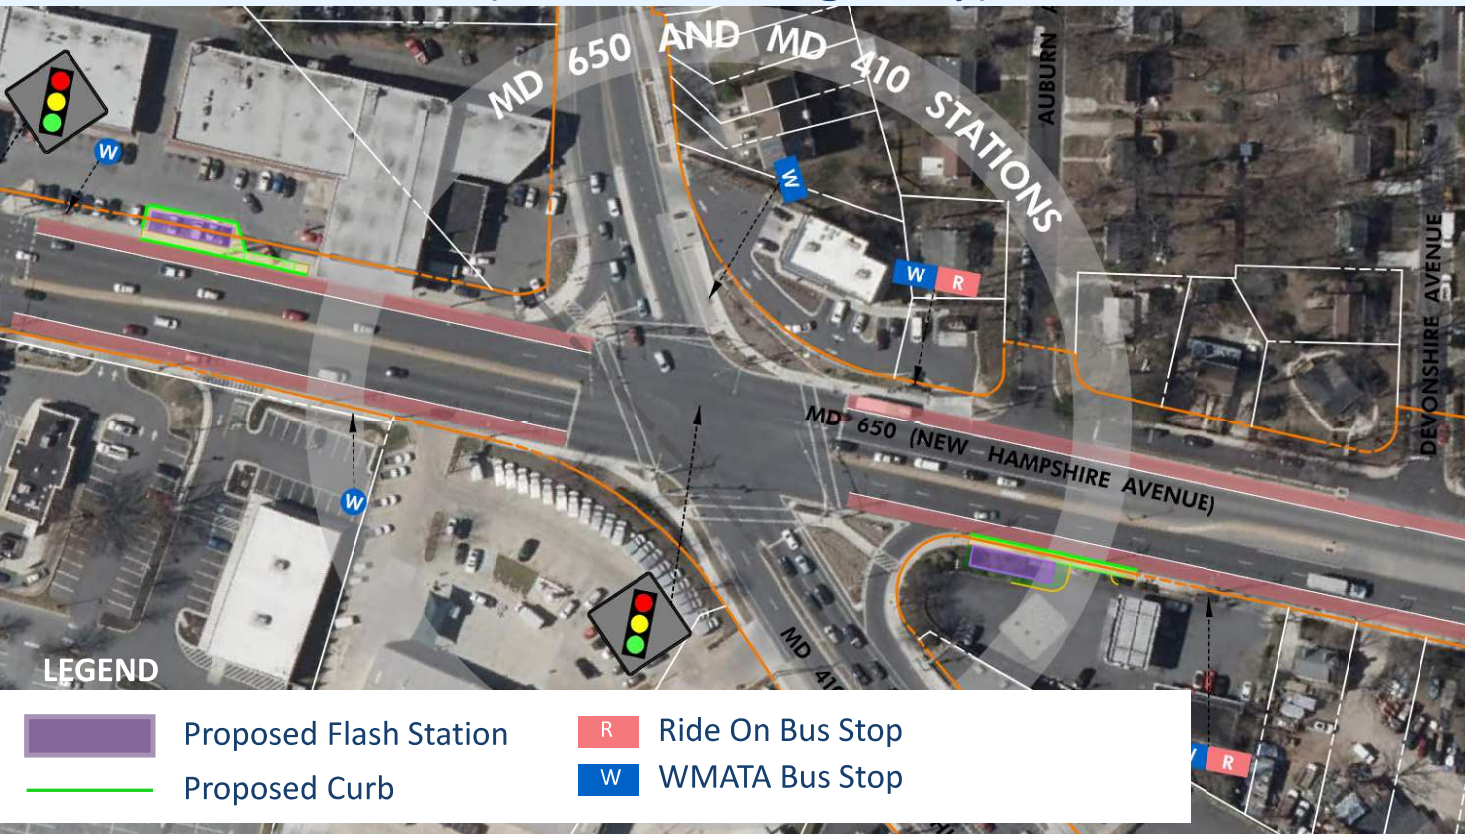 MD 650 AND MD 410 STATIONS
AUBURN
W
W
W R
DEVONSHIRE AVENUE
MD 650 (NEW HAMPSHIRE AVENUE)
W
MD 410
R
LEGEND
Proposed Flash Station
R Ride On Bus Stop
Proposed Curb
W WMATA Bus Stop